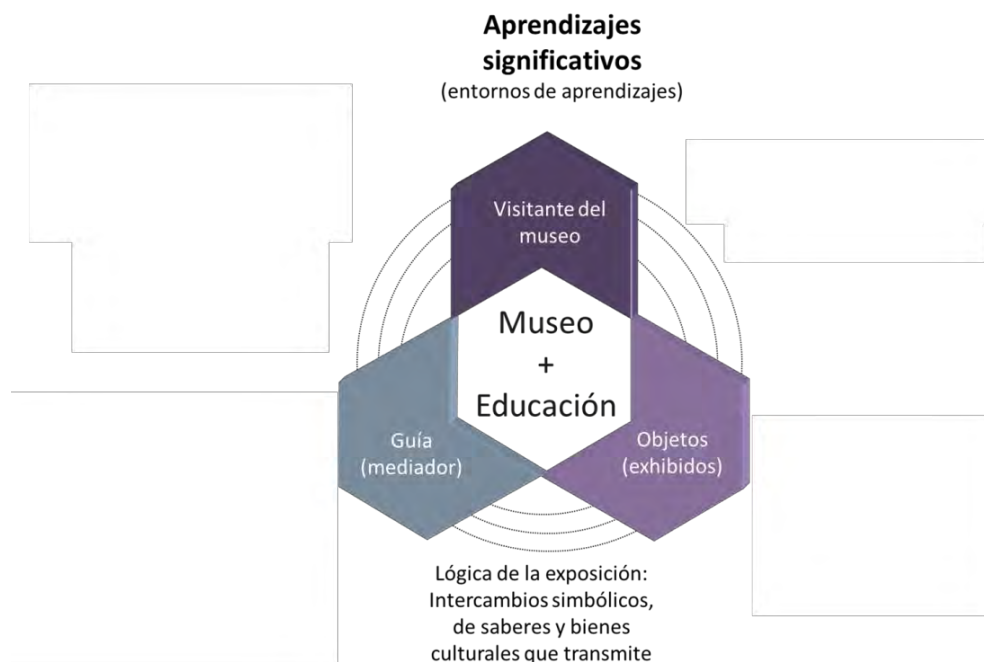 Aprendizajes
significativos
(entornos de aprendizajes)
Visitante del
museo
Museo
+
Educación
Guía
(mediador)
Objetos
(exhibidos)
Lógica de la exposición:
Intercambios simbólicos,
de saberes y bienes
culturales que transmite